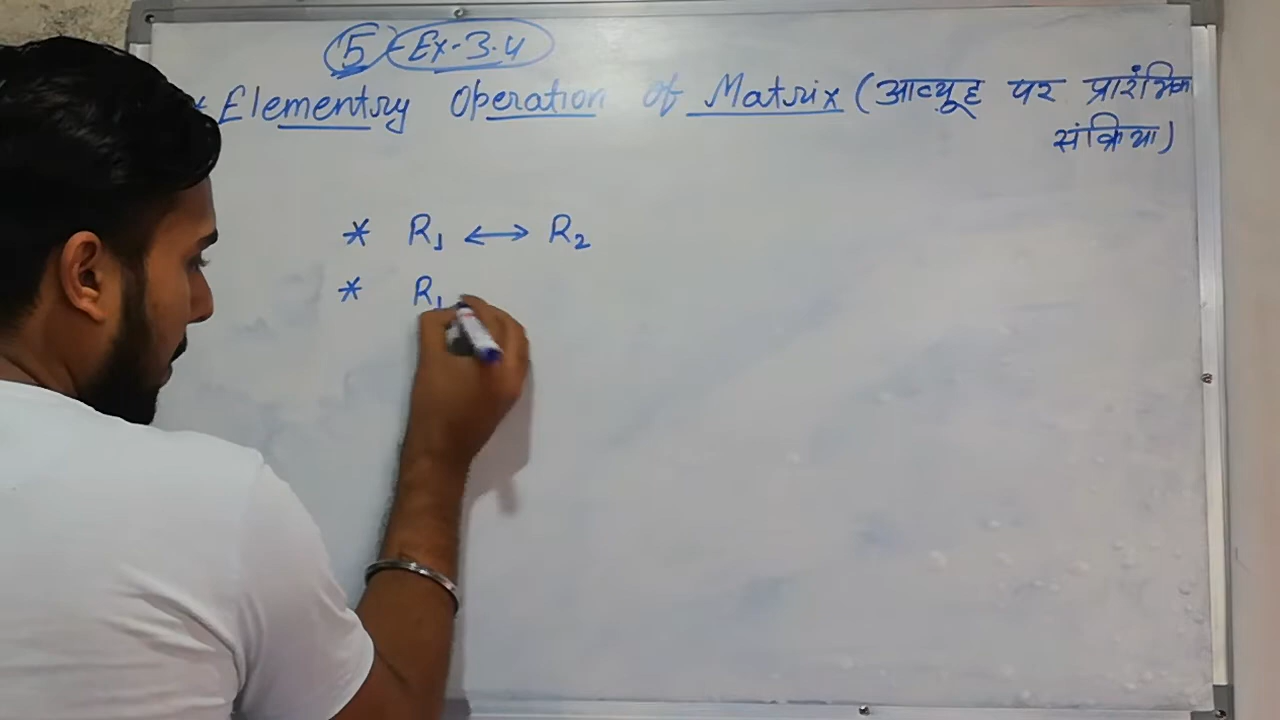 5 Ex-3.4
* Elementry Operation of Matrix (आव्यूह पर प्रारंभिक
संक्रिया)
* R₁ ↔ R₂
* R₁